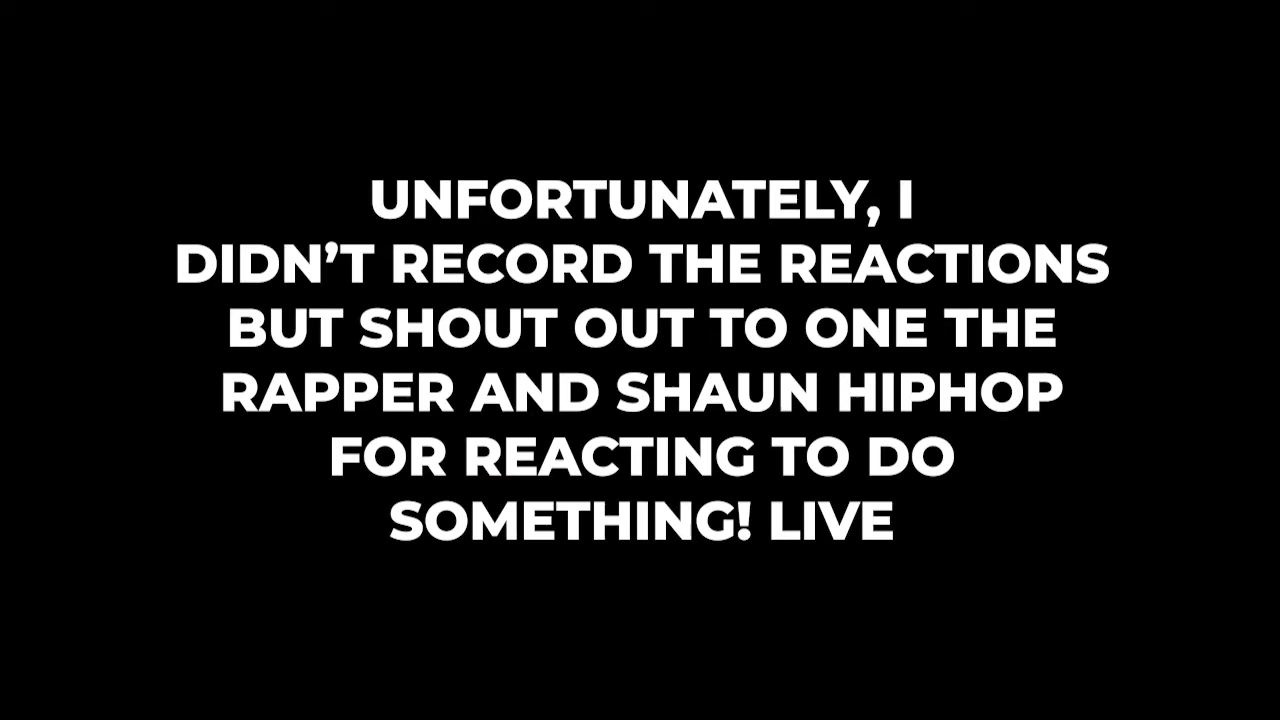 UNFORTUNATELY, I
DIDN’T RECORD THE REACTIONS
BUT SHOUT OUT TO ONE THE
RAPPER AND SHAUN HIPHOP
FOR REACTING TO DO
SOMETHING! LIVE